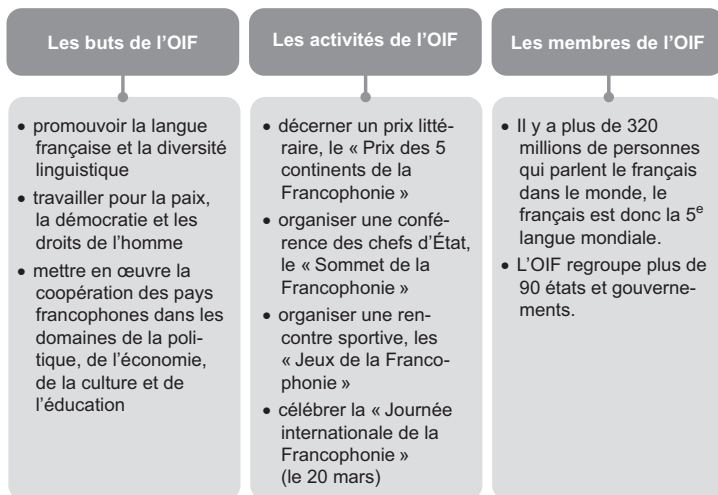 Les buts de l'OIF
• promouvoir la langue
française et la diversité
linguistique
• travailler pour la paix,
la démocratie et les
droits de l'homme
• mettre en œuvre la
coopération des pays
francophones dans les
domaines de la poli-
tique, de l'économie,
de la culture et de
l'éducation
Les activités de l'OIF
• décerner un prix litté-
raire, le « Prix des 5
continents de la
Francophonie »
• organiser une confé-
rence des chefs d'État,
le « Sommet de la
Francophonie »
• organiser une ren-
contre sportive, les
« Jeux de la Franco-
phonie »
• célébrer la « Journée
internationale de la
Francophonie »
(le 20 mars)
Les membres de l'OIF
• Il y a plus de 320
millions de personnes
qui parlent le français
dans le monde, le
français est donc la 5e
langue mondiale.
• L'OIF regroupe plus de
90 états et gouverne-
ments.